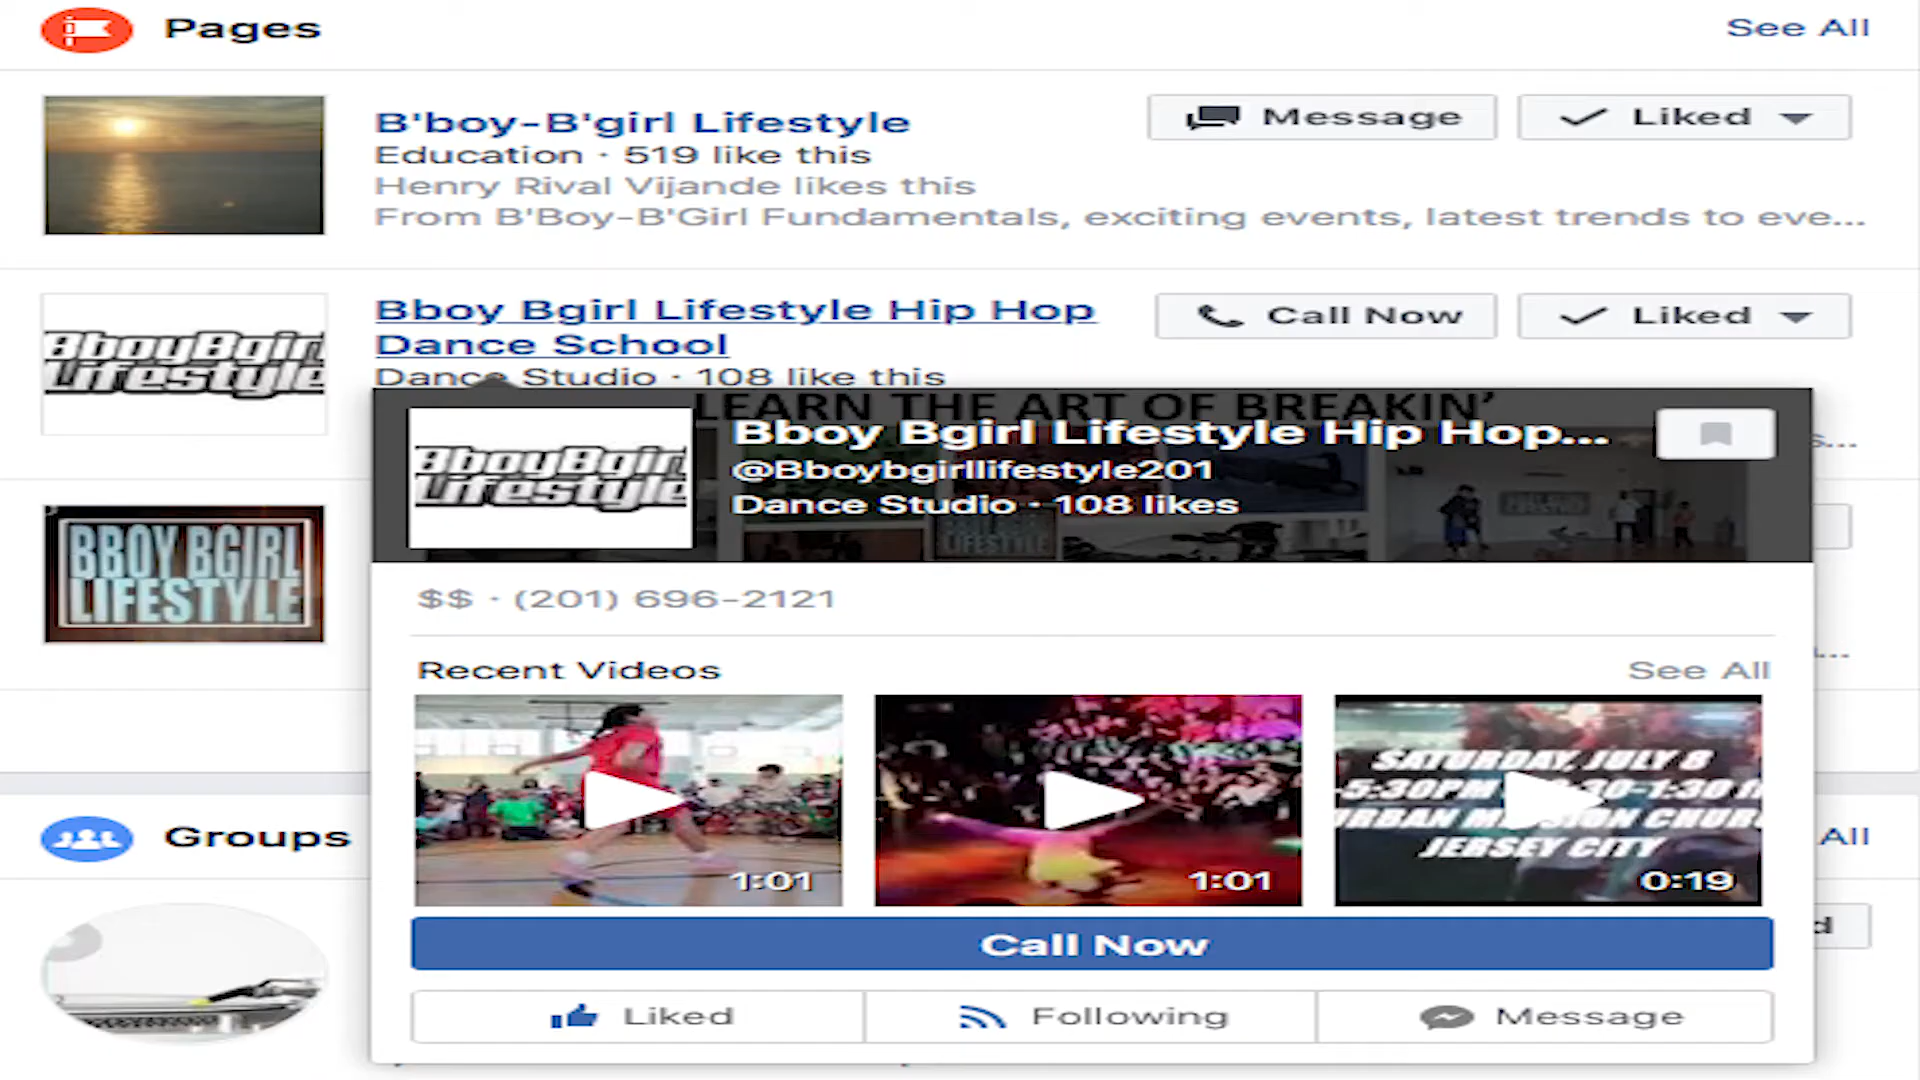 Pages
See All
B'boy-B'girl Lifestyle
Message
Liked
Education · 519 like this
Henry Rival Vijande likes this
From B'Boy-B'Girl Fundamentals, exciting events, latest trends to eve...
BboyBgirl
Lifestyle
Bboy Bgirl Lifestyle Hip Hop
Dance School
Call Now
Liked
Dance Studio · 108 like this
LEARN THE ART OF BREAKIN'
BboyBgirl
Lifestyle
Bboy Bgirl Lifestyle Hip Hop...
@Bboybgirllifestyle201
Dance Studio · 108 likes
BBOY BGIRL
LIFESTYLE
$$ · (201) 696-2121
Recent Videos
See All
1:01
1:01
SATURDAY, JULY 8
5:30PM
JERSEY CITY
0:19
Groups
All
Call Now
Liked
Following
Message